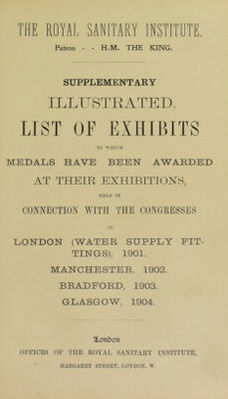 THE ROYAL SANITARY INSTITUTE.
Patron - - H.M. THE KING.
SUPPLEMENTARY
ILLUSTRATED.
LIST OF EXHIBITS
TO WHICH
MEDALS HAVE BEEN AWARDED
AT THEIR EXHIBITIONS,
HELD IN
CONNECTION WITH THE CONGRESSES
IN
LONDON (WATER SUPPLY FIT-
TINGS), 1901.
MANCHESTER, 1902.
BRADFORD, 1903.
GLASGOW, 1904.
London
OFFICES OF THE ROYAL SANITARY INSTITUTE,
MARGARET STREET, LONDON, W.